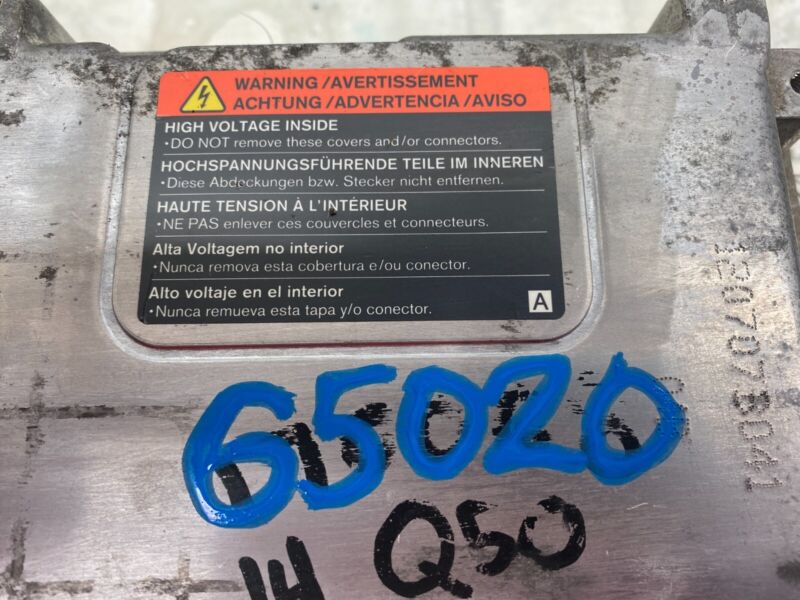 WARNING /AVERTISSEMENT
ACHTUNG /ADVERTENCIA /AVISO
HIGH VOLTAGE INSIDE
•DO NOT remove these covers and/or connectors.
HOCHSPANNUNGSFÜHRENDE TEILE IM INNEREN
•Diese Abdeckungen bzw. Stecker nicht entfernen.
HAUTE TENSION À L'INTÉRIEUR
•NE PAS enlever ces couvercles et connecteurs.
Alta Voltagem no interior
•Nunca remova esta cobertura e/ou conector.
Alto voltaje en el interior
•Nunca remueva esta tapa y/o conector.
A
65020
14 Q50